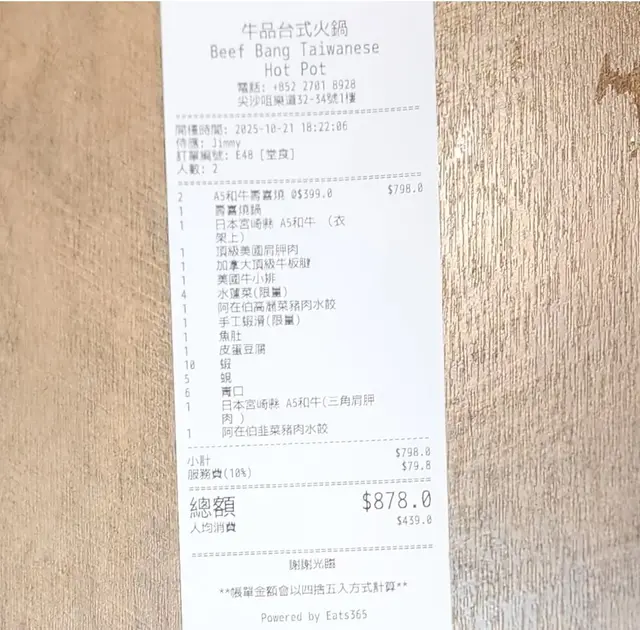 牛品台式火鍋
Beef Bang Taiwanese
Hot Pot
電話: +852 2701 8928
尖沙咀樂道32-34號1樓
開檯時間: 2025-10-21 18:22:06
侍應: Jimmy
訂單編號: E48 [堂食]
人數: 2
2 A5和牛壽喜燒 @$399.0 $798.0
1 壽喜燒鍋
1 日本宮崎縣 A5和牛 (衣
架上)
1 頂級美國肩胛肉
1 加拿大頂級牛板腱
1 美國牛小排
4 水蓮菜(限量)
1 阿在伯高麗菜豬肉水餃
1 手工蝦滑(限量)
1 魚肚
1 皮蛋豆腐
10 蝦
5 蜆
6 青口
1 日本宮崎縣 A5和牛(三角肩胛
肉 )
1 阿在伯韭菜豬肉水餃
小計 $798.0
服務費(10%) $79.8
總額 $878.0
人均消費 $439.0
謝謝光臨
**帳單金額會以四捨五入方式計算**
Powered by Eats365